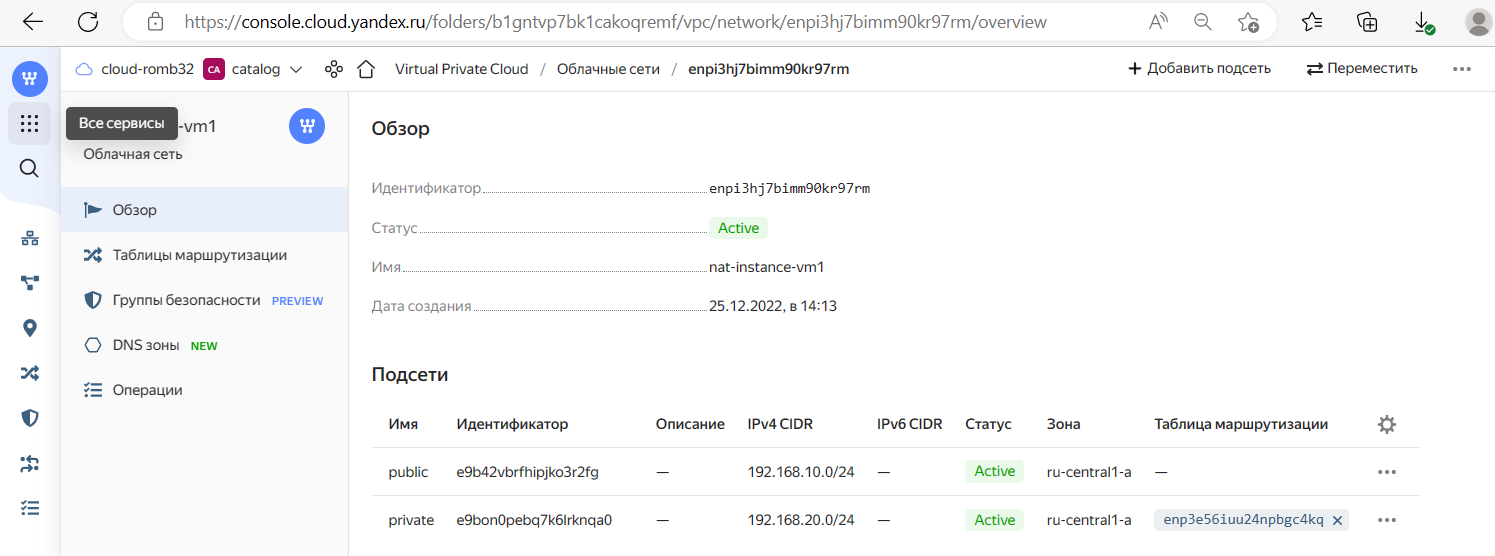 https://console.cloud.yandex.ru/folders/b1gntvp7bk1cakoqremf/vpc/network/enpi3hj7bimm90kr97rm/overview
cloud-romb32 CA catalog Virtual Private Cloud / Облачные сети / enpi3hj7bimm90kr97rm + Добавить подсеть Переместить
Все сервисы -vm1
Облачная сеть
Обзор
Таблицы маршрутизации
Группы безопасности PREVIEW
DNS зоны NEW
Операции
Обзор
Идентификатор enpi3hj7bimm90kr97rm
Статус Active
Имя nat-instance-vm1
Дата создания 25.12.2022, в 14:13
Подсети
Имя Идентификатор Описание IPv4 CIDR IPv6 CIDR Статус Зона Таблица маршрутизации
public e9b42vbrfhipjko3r2fg — 192.168.10.0/24 — Active ru-central1-a —
private e9bon0pebq7k6lrknqa0 — 192.168.20.0/24 — Active ru-central1-a enp3e56iuu24npbgc4kq ×